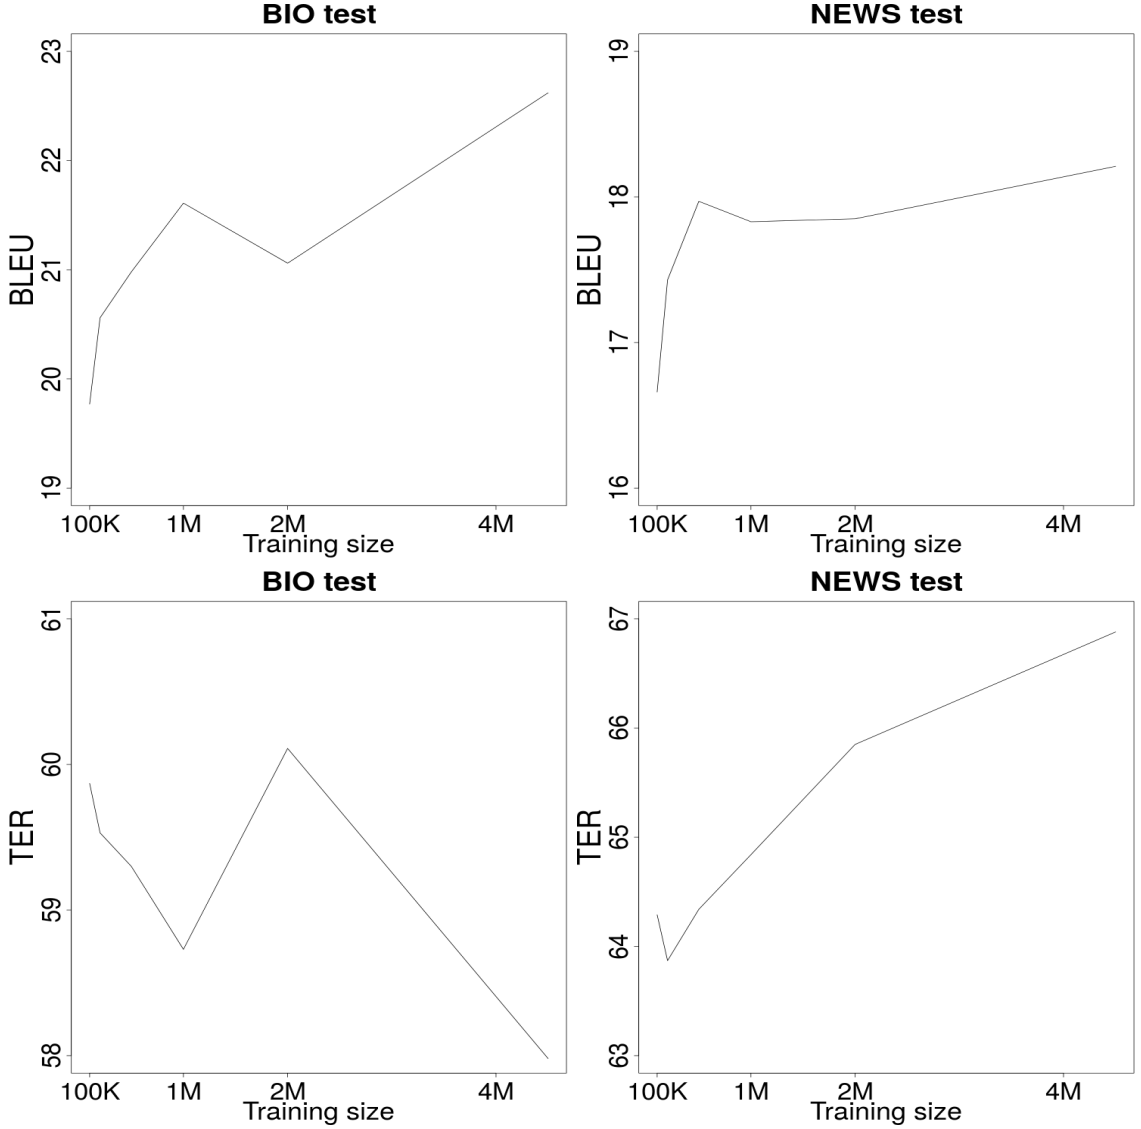 BIO test
BLEU
23
22
21
20
19
100K 1M 2M 4M
Training size
NEWS test
BLEU
19
18
17
16
100K 1M 2M 4M
Training size
BIO test
TER
61
60
59
58
100K 1M 2M 4M
Training size
NEWS test
TER
67
66
65
64
63
100K 1M 2M 4M
Training size